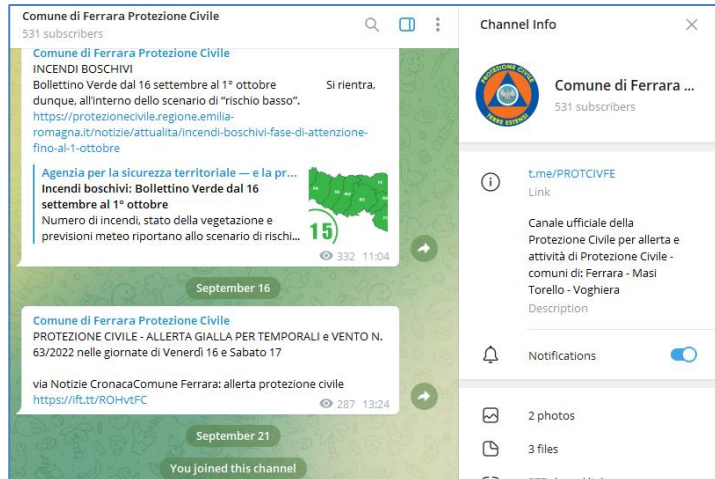 Comune di Ferrara Protezione Civile
531 subscribers
Comune di Ferrara Protezione Civile
INCENDI BOSCHIVI
Bollettino Verde dal 16 settembre al 1° ottobre Si rientra,
dunque, all'interno dello scenario di "rischio basso".
https://protezionecivile.regione.emilia-
romagna.it/notizie/attualita/incendi-boschivi-fase-di-attenzione-
fino-al-1-ottobre
Agenzia per la sicurezza territoriale — e la pr...
Incendi boschivi: Bollettino Verde dal 16
settembre al 1° ottobre
Numero di incendi, stato della vegetazione e
previsioni meteo riportano allo scenario di rischi...
15)
332 11:04
September 16
Comune di Ferrara Protezione Civile
PROTEZIONE CIVILE - ALLERTA GIALLA PER TEMPORALI e VENTO N.
63/2022 nelle giornate di Venerdì 16 e Sabato 17
via Notizie CronacaComune Ferrara: allerta protezione civile
https://ift.tt/ROHvtFC
287 13:24
September 21
You joined this channel
Channel Info
PROTEZIONE CIVILE
TERRE ESTENSI
Comune di Ferrara ...
531 subscribers
t.me/PROTCIVFE
Link
Canale ufficiale della
Protezione Civile per allerta e
attività di Protezione Civile -
comuni di: Ferrara - Masi
Torello - Voghiera
Description
Notifications
2 photos
3 files